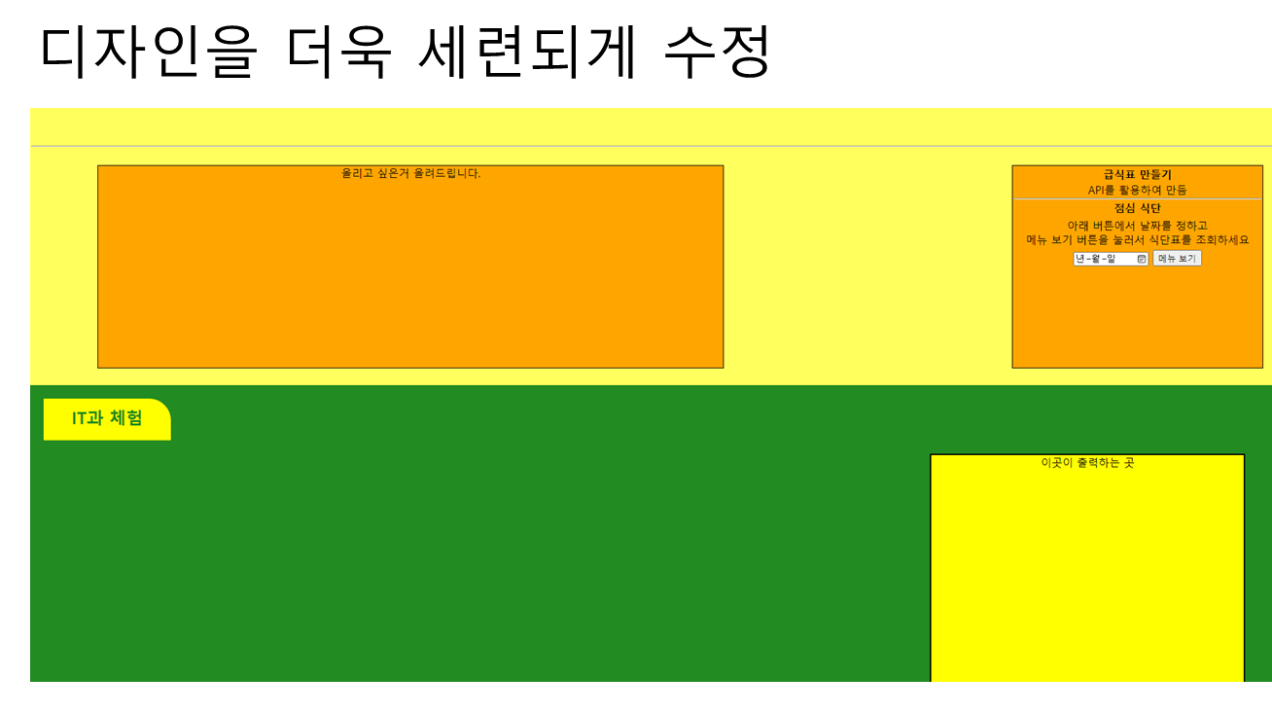 디자인을 더욱 세련되게 수정
올리고 싶은거 올려드립니다.
급식표 만들기
API를 활용하여 만듬
점심 식단
아래 버튼에서 날짜를 정하고
메뉴 보기 버튼을 눌러서 식단표를 조회하세요
년-월-일 메뉴 보기
IT과 체험
이곳이 출력하는 곳